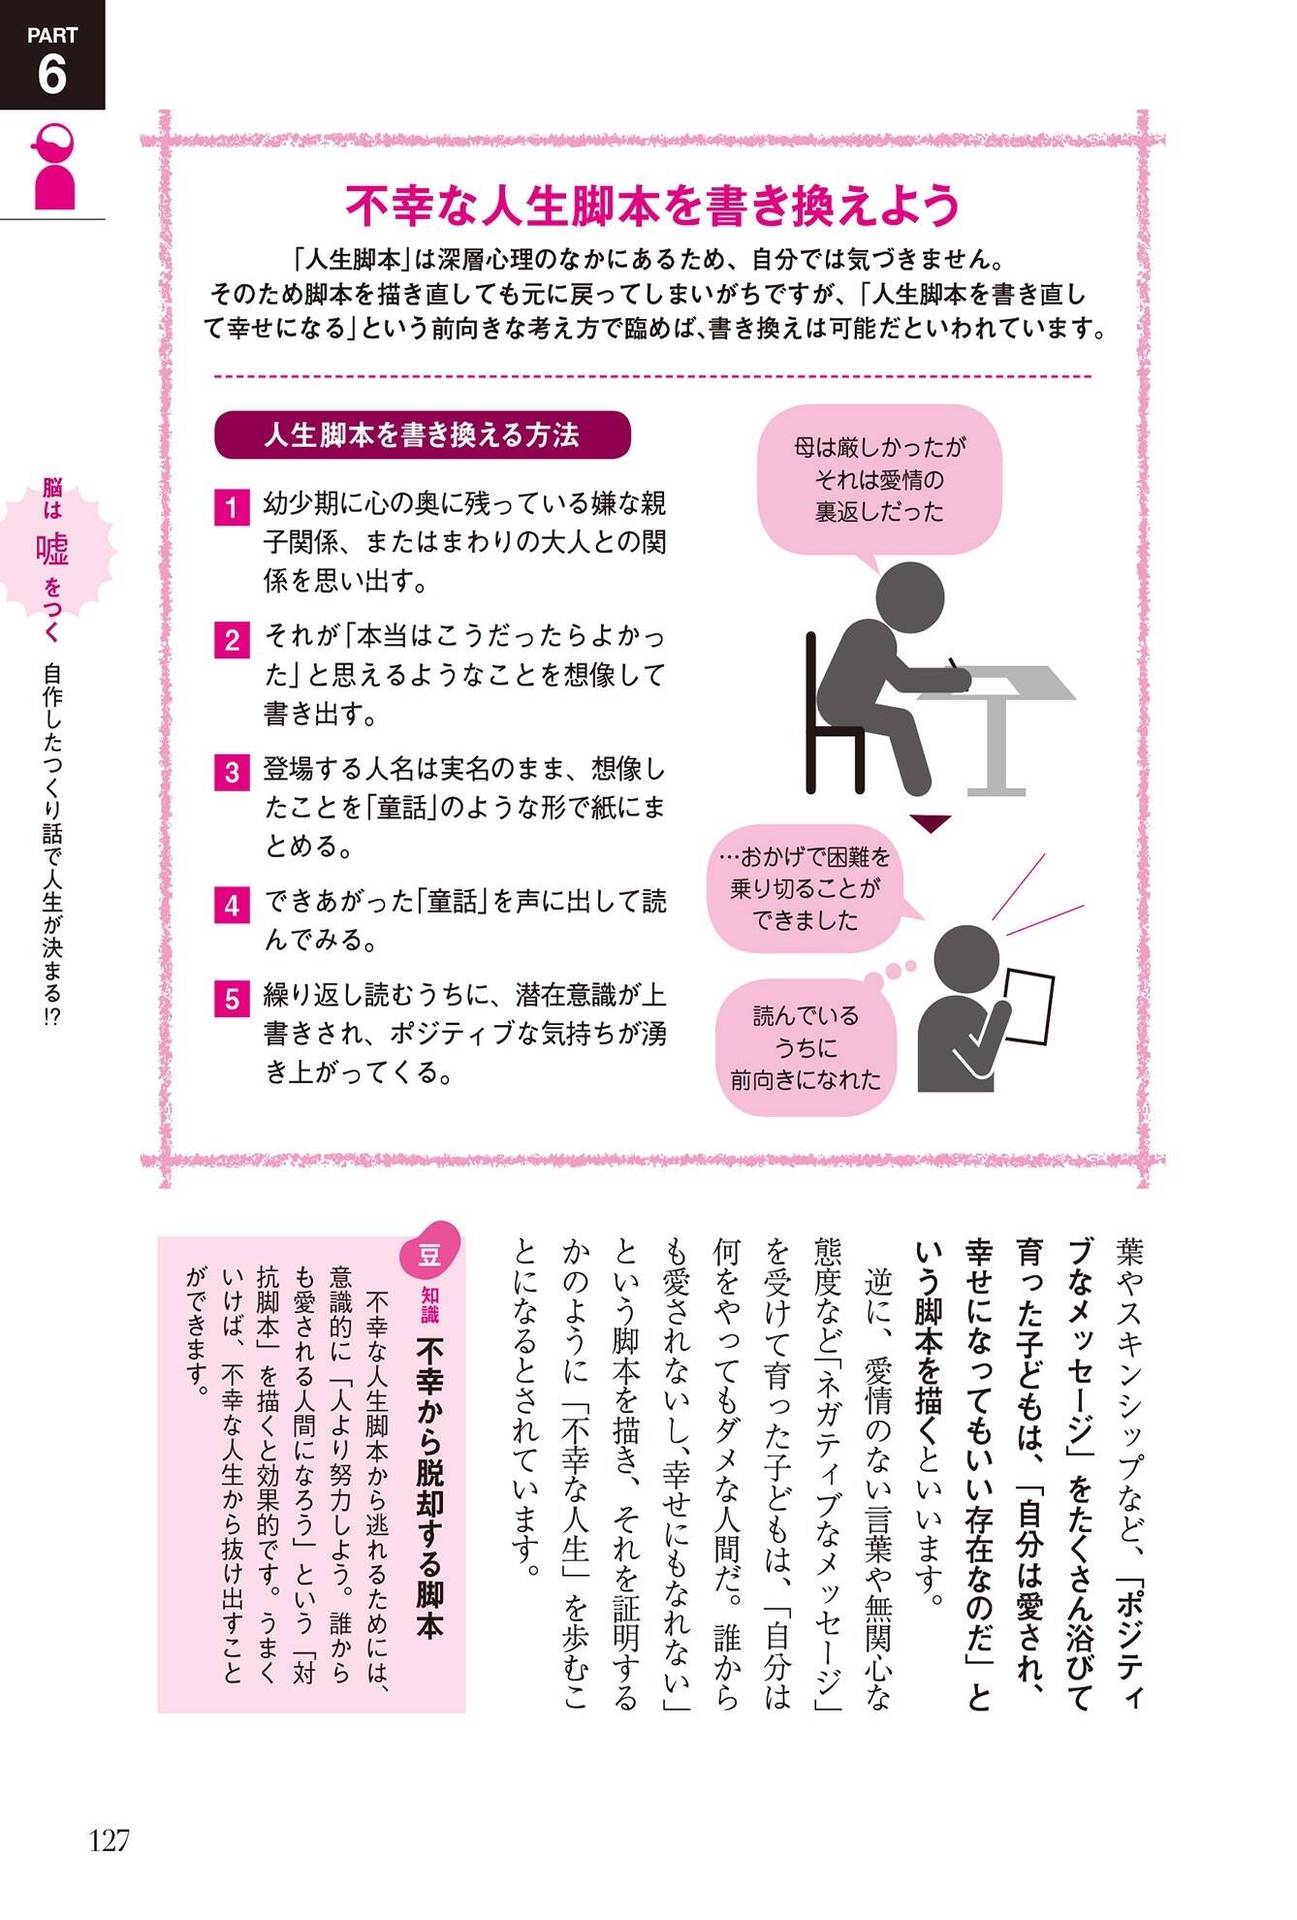 PART
6
不幸な人生脚本を書き換えよう
「人生脚本」は深層心理のなかにあるため、自分では気づきません。
そのため脚本を描き直しても元に戻ってしまいがちですが、「人生脚本を書き直し
て幸せになる」という前向きな考え方で臨めば、書き換えは可能だといわれています。
人生脚本を書き換える方法
1 幼少期に心の奥に残っている嫌な親
子関係、またはまわりの大人との関
係を思い出す。
2 それが「本当はこうだったらよかっ
た」と思えるようなことを想像して
書き出す。
3 登場する人名は実名のまま、想像し
たことを「童話」のような形で紙にま
とめる。
4 できあがった「童話」を声に出して読
んでみる。
5 繰り返し読むうちに、潜在意識が上
書きされ、ポジティブな気持ちが湧
き上がってくる。
母は厳しかったが
それは愛情の
裏返しだった
…おかげで困難を
乗り切ることが
できました
読んでいる
うちに
前向きになれた
脳は嘘をつく 自作したつくり話で人生が決まる!?
葉やスキンシップなど、「ポジティ
ブなメッセージ」をたくさん浴びて
育った子どもは、「自分は愛され、
幸せになってもいい存在なのだ」と
いう脚本を描くといいます。
逆に、愛情のない言葉や無関心な
態度など「ネガティブなメッセージ」
を受けて育った子どもは、「自分は
何をやってもダメな人間だ。誰から
も愛されないし、幸せにもなれない」
という脚本を描き、それを証明する
かのように「不幸な人生」を歩むこ
とになるとされています。
豆知識 不幸から脱却する脚本
不幸な人生脚本から逃れるためには、
意識的に「人より努力しよう。誰から
も愛される人間になろう」という「対
抗脚本」を描くと効果的です。うまく
いけば、不幸な人生から抜け出すこと
ができます。
127